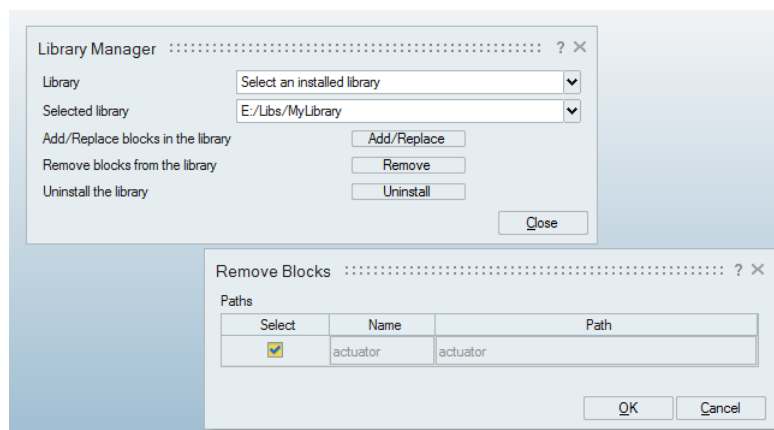 Library Manager ? ✕
Library Select an installed library
Selected library E:/Libs/MyLibrary
Add/Replace blocks in the library Add/Replace
Remove blocks from the library Remove
Uninstall the library Uninstall
Close
Remove Blocks ? ✕
Paths
Select Name Path
actuator actuator
OK Cancel